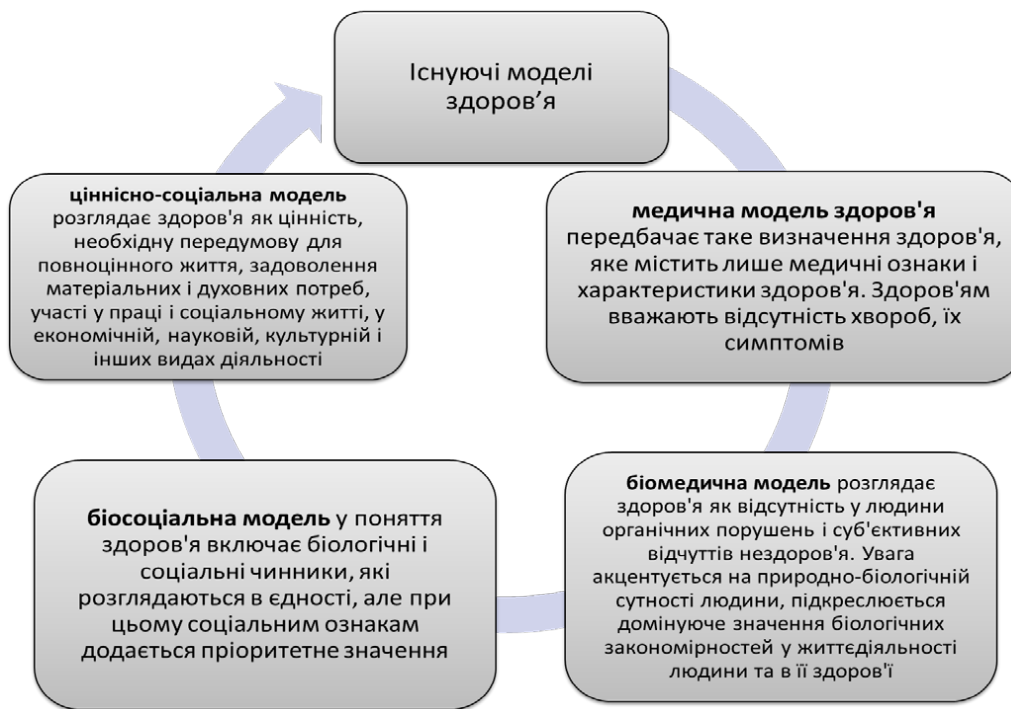 Існуючі моделі
здоров’я
медична модель здоров'я
передбачає таке визначення здоров'я,
яке містить лише медичні ознаки і
характеристики здоров'я. Здоров'ям
вважають відсутність хвороб, їх
симптомів
біомедична модель розглядає
здоров'я як відсутність у людини
органічних порушень і суб'єктивних
відчуттів нездоров'я. Увага
акцентується на природно-біологічній
сутності людини, підкреслюється
домінуюче значення біологічних
закономірностей у життєдіяльності
людини та в її здоров'ї
біосоціальна модель у поняття
здоров'я включає біологічні і
соціальні чинники, які
розглядаються в єдності, але при
цьому соціальним ознакам
додається пріоритетне значення
ціннісно-соціальна модель
розглядає здоров'я як цінність,
необхідну передумову для
повноцінного життя, задоволення
матеріальних і духовних потреб,
участі у праці і соціальному житті, у
економічній, науковій, культурній і
інших видах діяльності